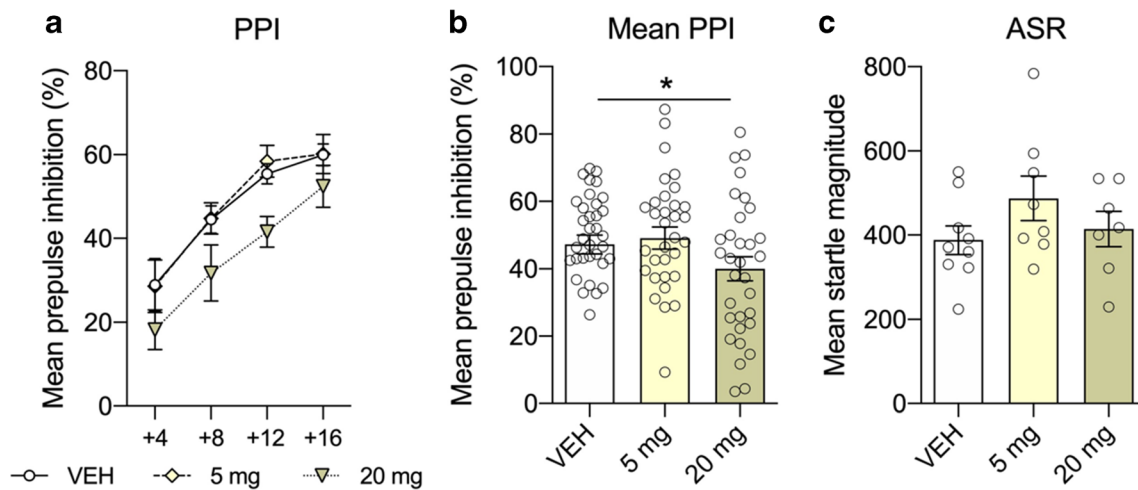 a PPI
Mean prepulse inhibition (%)
80
60
40
20
0
+4 +8 +12 +16
VEH 5 mg 20 mg
b Mean PPI
Mean prepulse inhibition (%)
100
80
60
40
20
0
*
VEH 5 mg 20 mg
c ASR
Mean startle magnitude
800
600
400
200
0
VEH 5 mg 20 mg